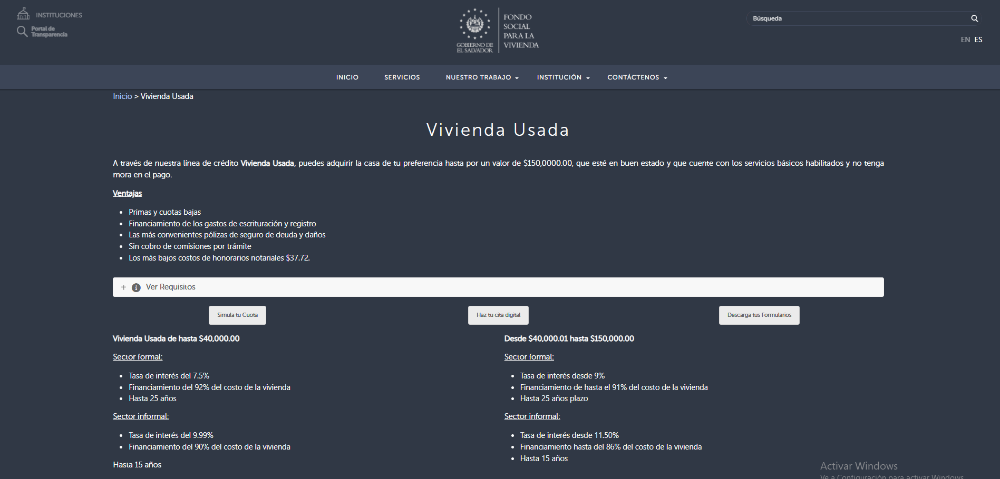 INSTITUCIONES
Portal de
Transparencia
GOBIERNO DE
EL SALVADOR
FONDO
SOCIAL
PARA LA
VIVIENDA
Búsqueda
EN ES
INICIO SERVICIOS NUESTRO TRABAJO INSTITUCIÓN CONTÁCTENOS
Inicio > Vivienda Usada
Vivienda Usada
A través de nuestra línea de crédito Vivienda Usada, puedes adquirir la casa de tu preferencia hasta por un valor de $150,0000.00, que esté en buen estado y que cuente con los servicios básicos habilitados y no tenga
mora en el pago.
Ventajas
• Primas y cuotas bajas
• Financiamiento de los gastos de escrituración y registro
• Las más convenientes pólizas de seguro de deuda y daños
• Sin cobro de comisiones por trámite
• Los más bajos costos de honorarios notariales $37.72.
+ Ver Requisitos
Simula tu Cuota
Haz tu cita digital
Descarga tus Formularios
Vivienda Usada de hasta $40,000.00
Sector formal:
• Tasa de interés del 7.5%
• Financiamiento del 92% del costo de la vivienda
• Hasta 25 años
Sector informal:
• Tasa de interés del 9.99%
• Financiamiento del 90% del costo de la vivienda
Hasta 15 años
Desde $40,000.01 hasta $150,000.00
Sector formal:
• Tasa de interés desde 9%
• Financiamiento de hasta el 91% del costo de la vivienda
• Hasta 25 años plazo
Sector informal:
• Tasa de interés desde 11.50%
• Financiamiento hasta del 86% del costo de la vivienda
• Hasta 15 años
Activar Windows
Ve a Configuración para activar Windows.